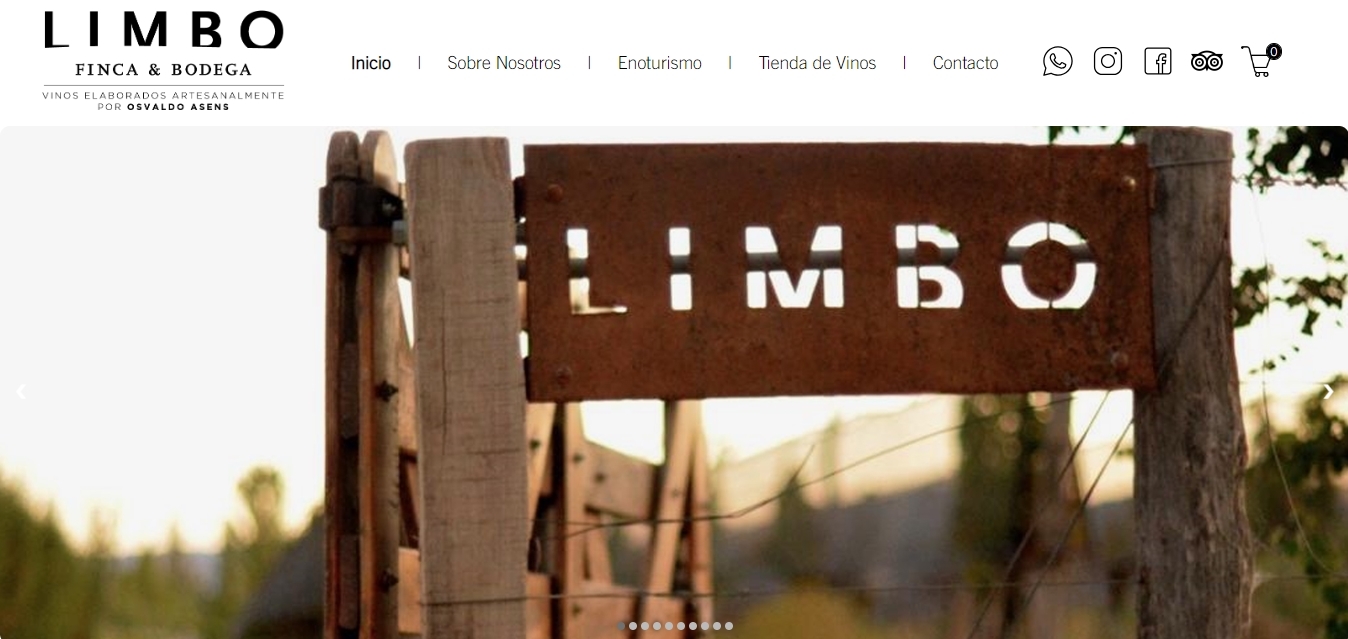 LIMBO
FINCA & BODEGA
VINOS ELABORADOS ARTESANALMENTE
POR OSVALDO ASENS
Inicio | Sobre Nosotros | Enoturismo | Tienda de Vinos | Contacto
0
LIMBO